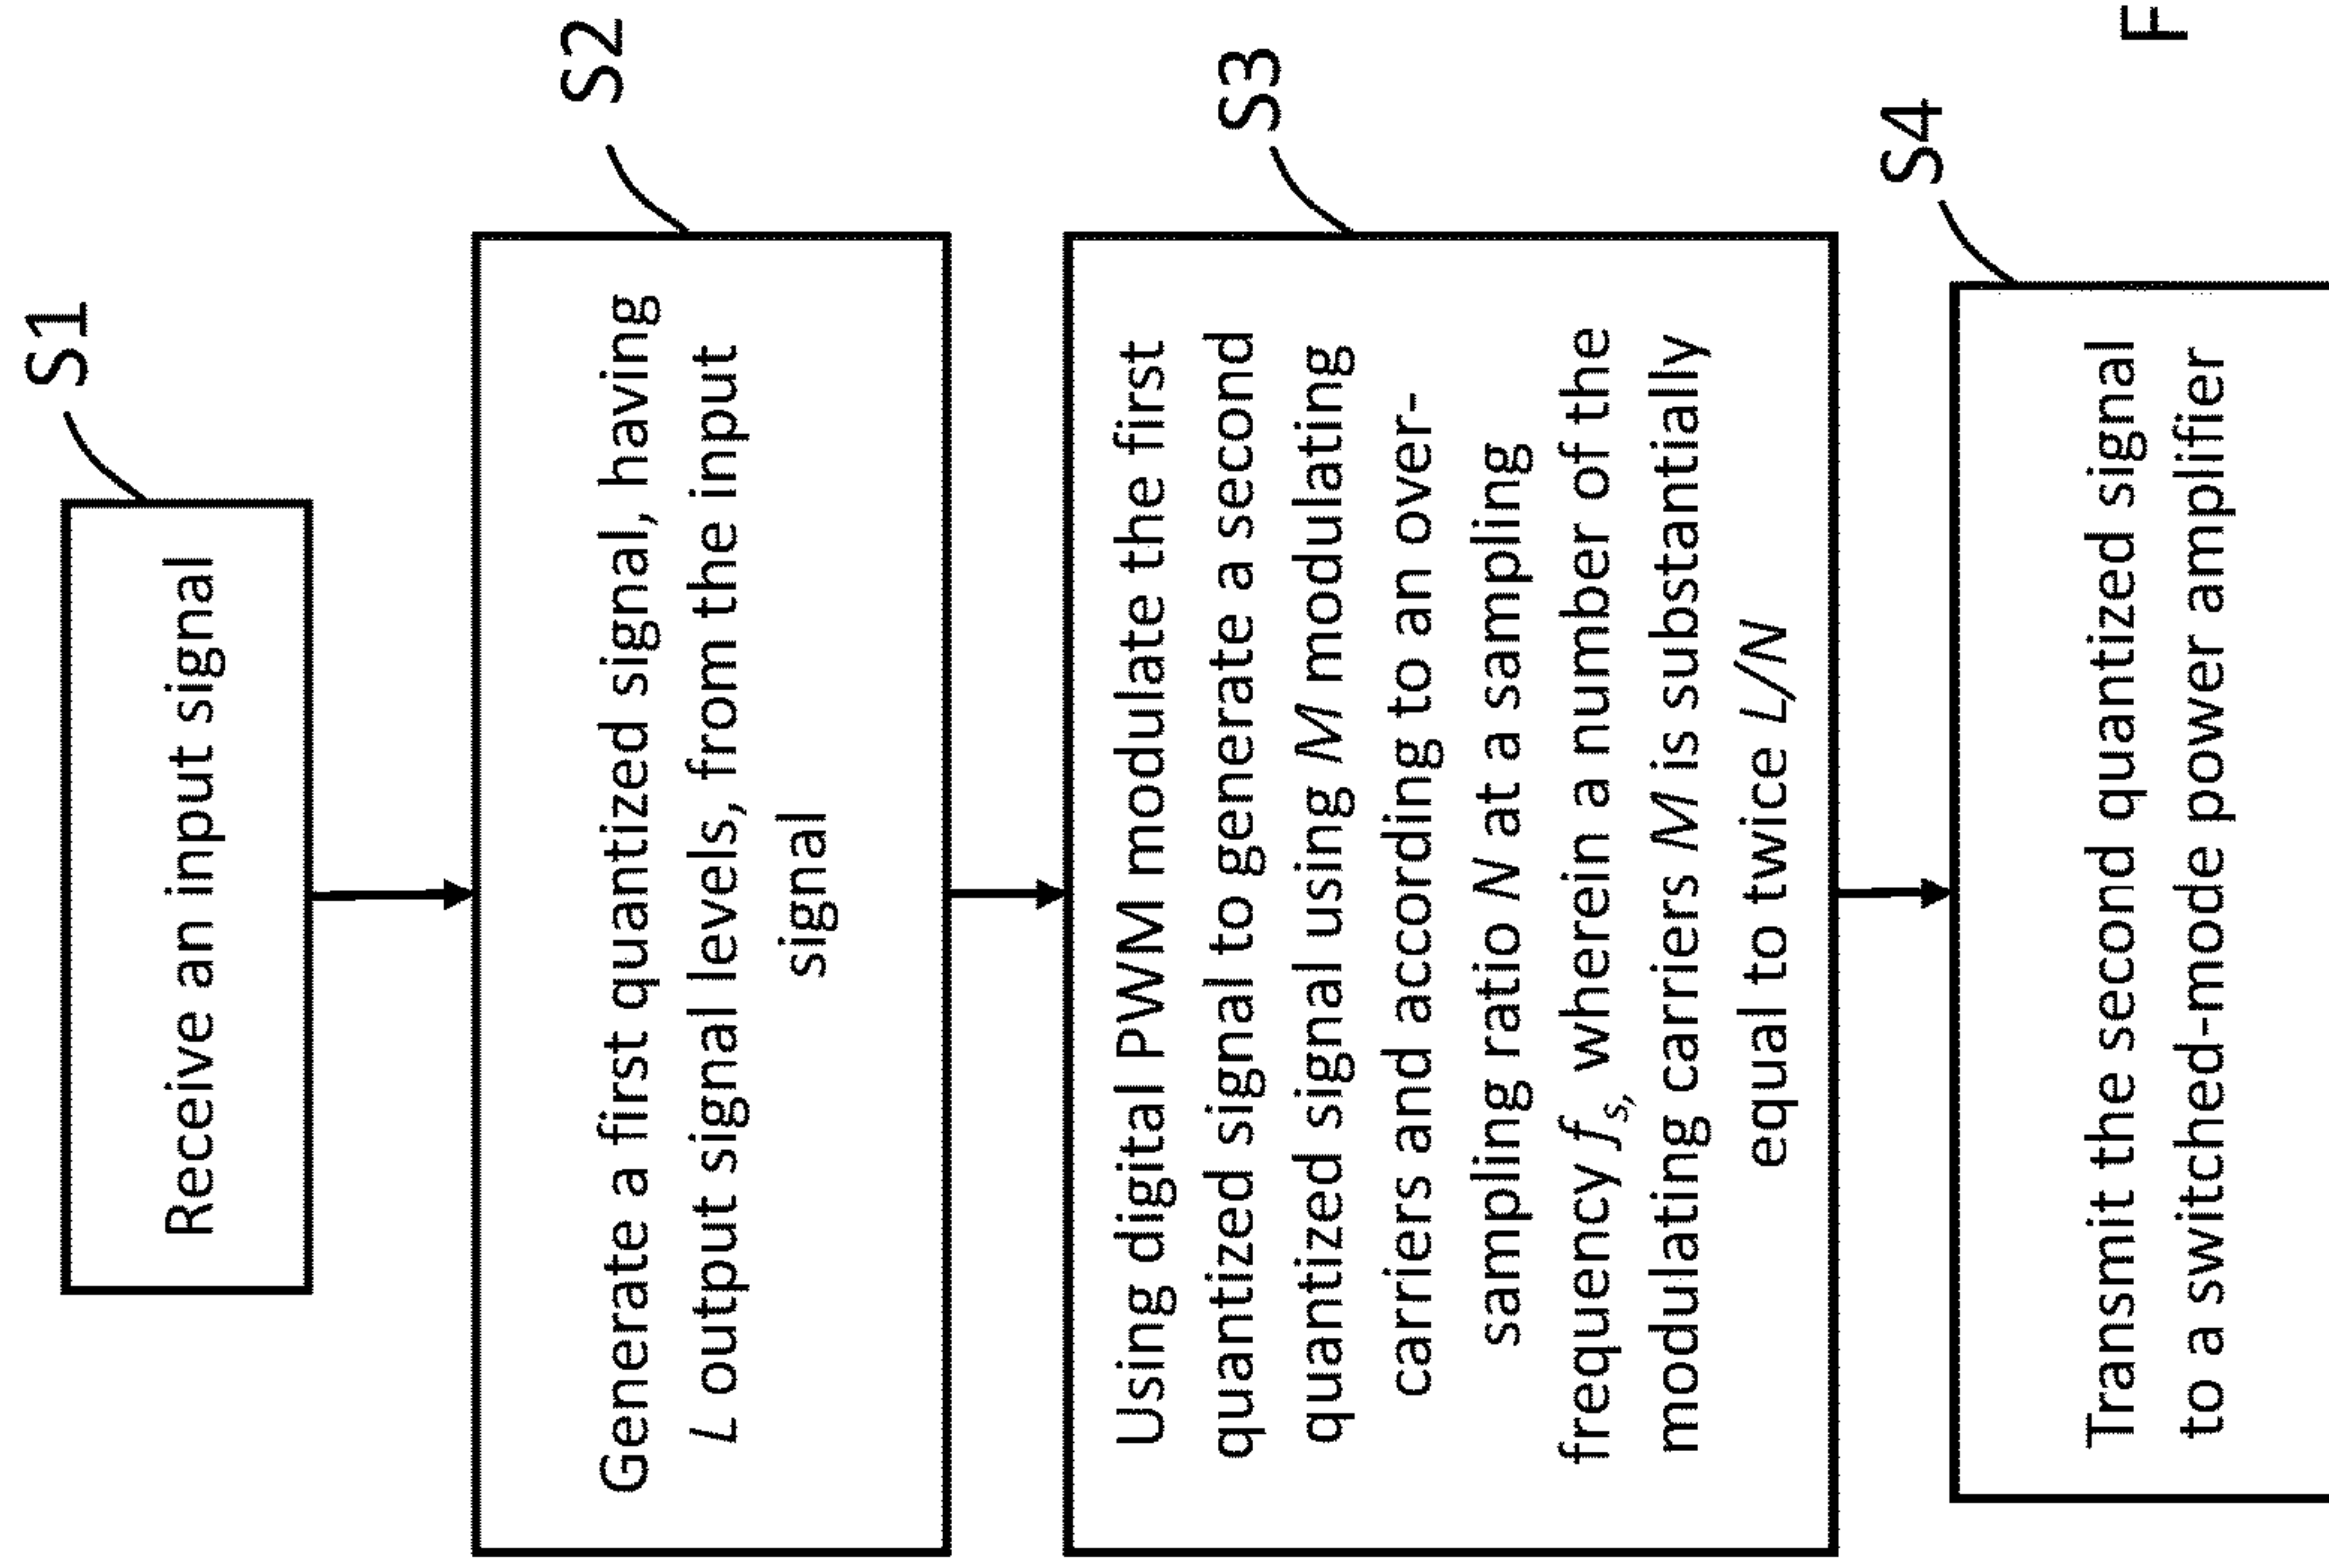 S1
Receive an input signal
S2
Generate a first quantized signal, having
L output signal levels, from the input
signal
S3
Using digital PWM modulate the first
quantized signal to generate a second
quantized signal using M modulating
carriers and according to an over-
sampling ratio N at a sampling
frequency fs, wherein a number of the
modulating carriers M is substantially
equal to twice L/N
S4
Transmit the second quantized signal
to a switched-mode power amplifier
F